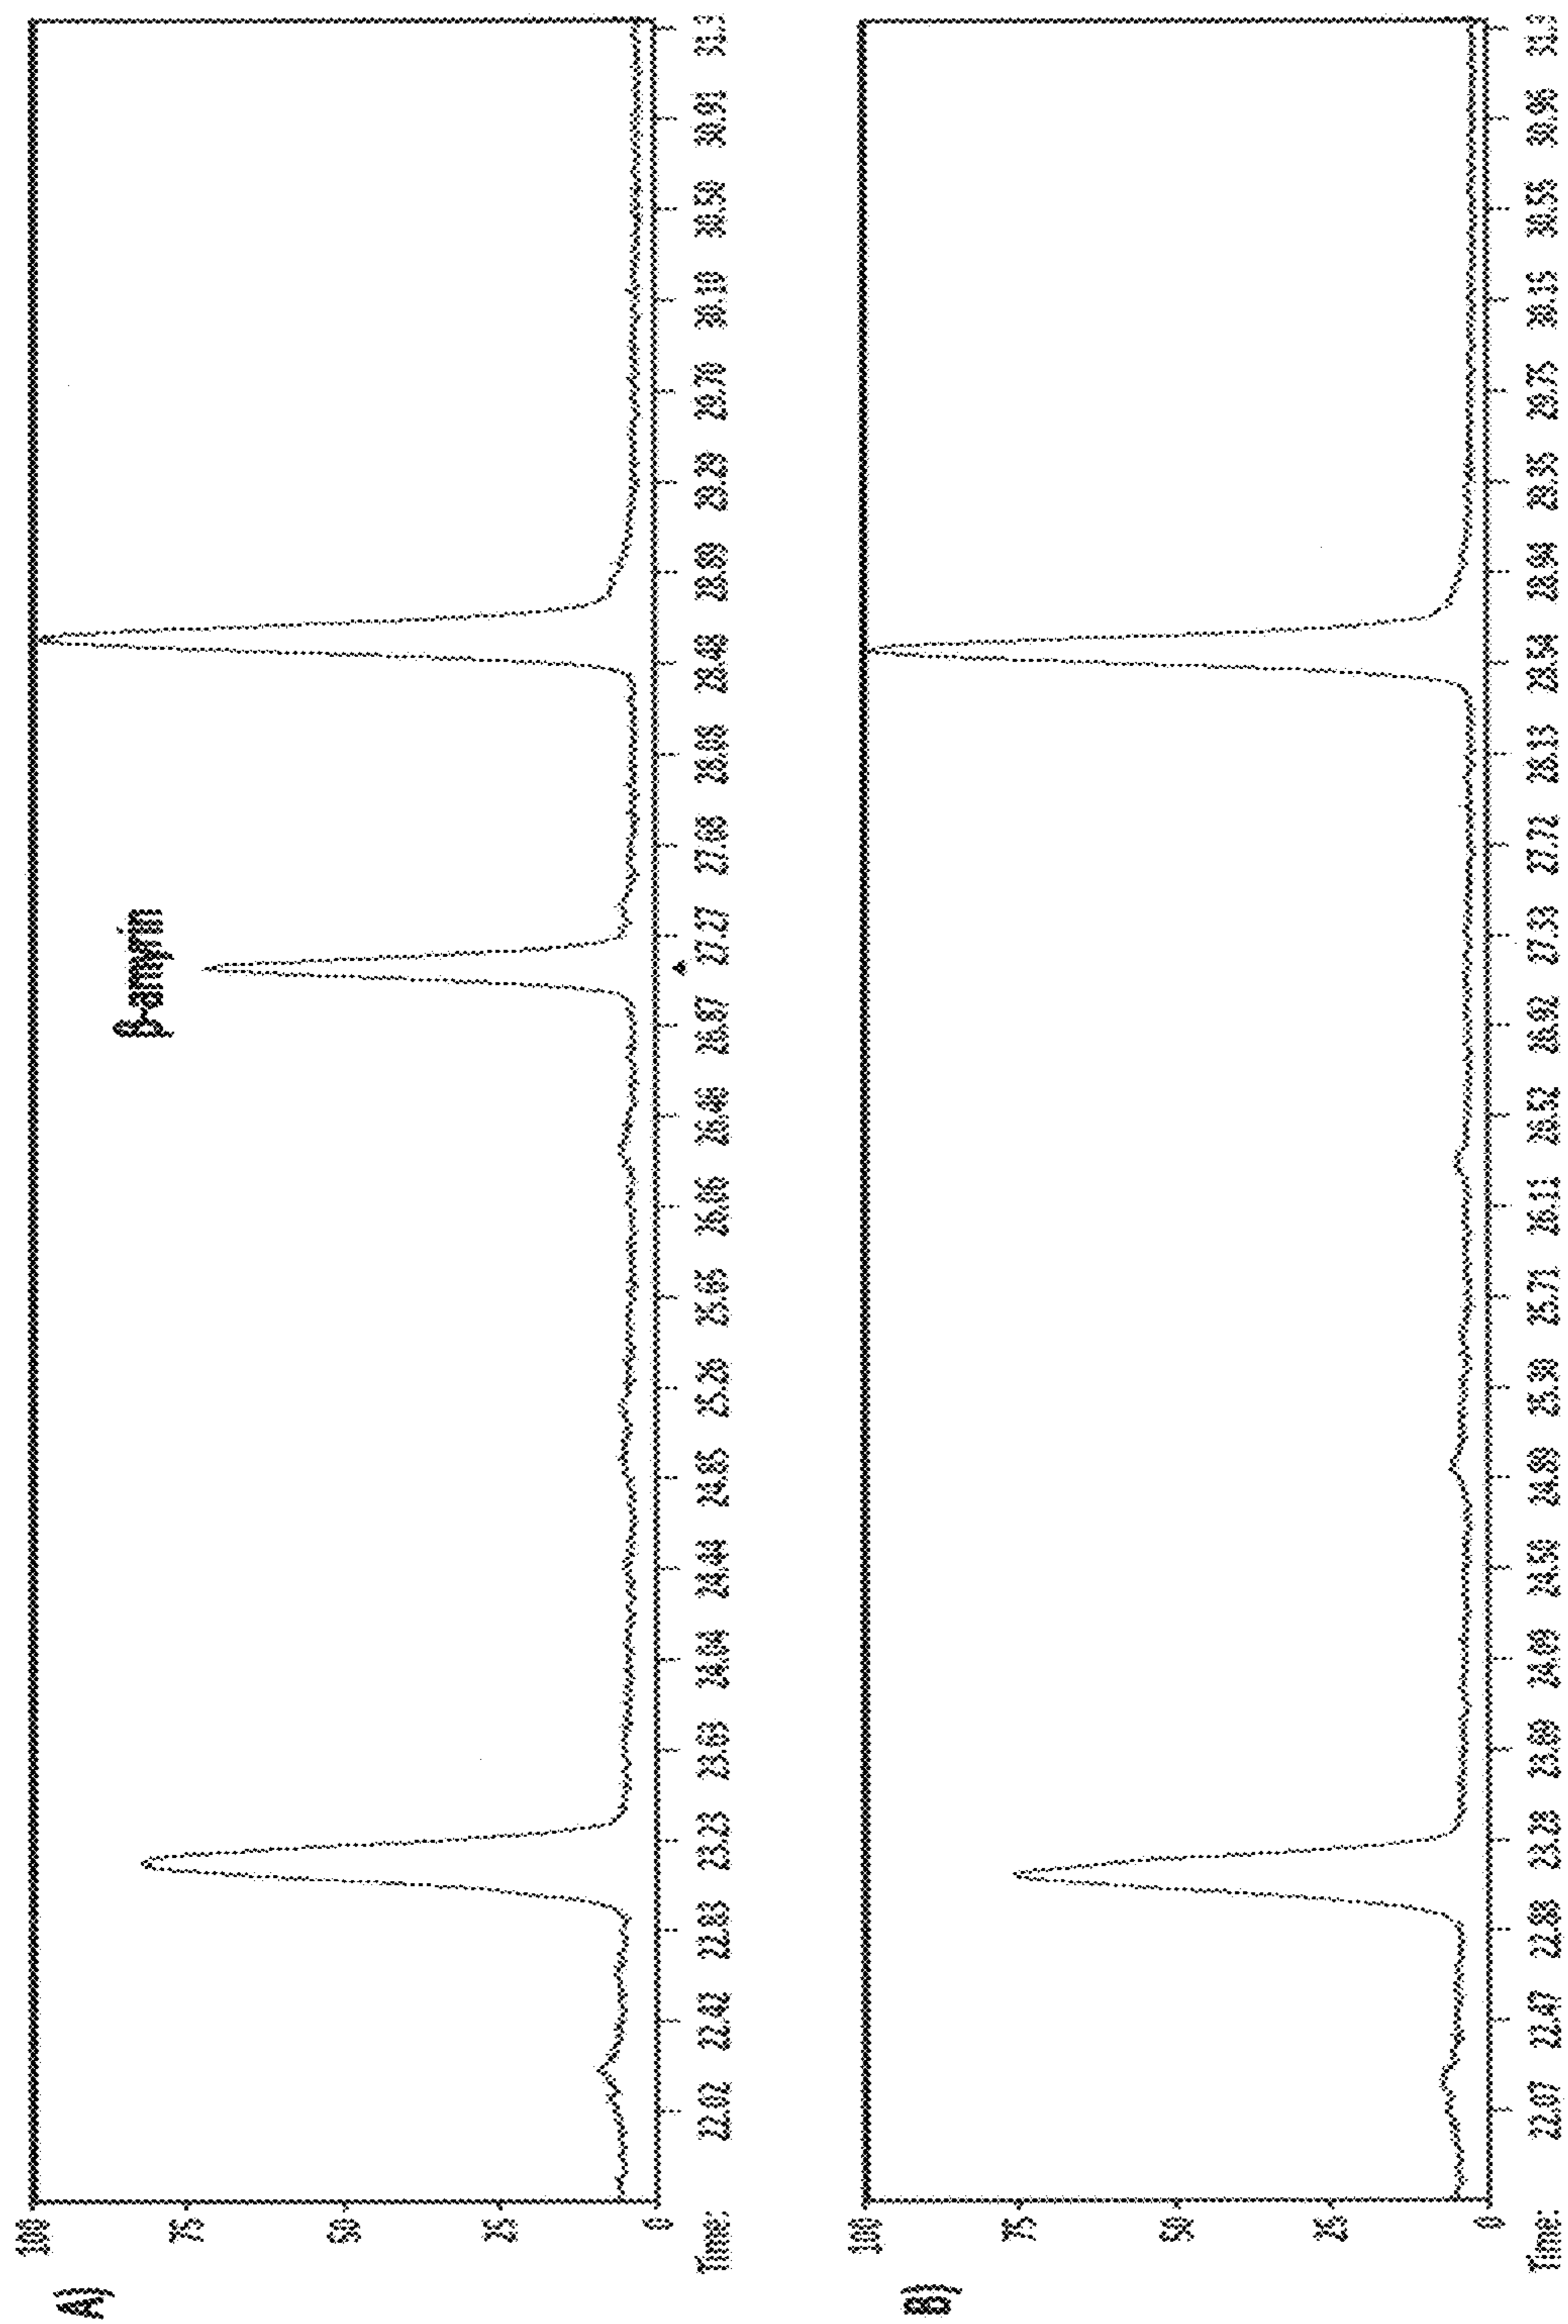 A)
β-amyrin
100
75
50
25
0
Time: 22.02 22.42 22.83 23.23 23.63 24.04 24.44 24.85 25.26 25.65 26.06 26.46 26.87 27.27 27.68 28.08 28.48 28.89 29.29 29.70 30.10 30.50 30.91
B)
100
75
50
25
0
Time: 22.07 22.47 22.88 23.28 23.69 24.09 24.50 24.89 25.30 25.71 26.11 26.52 26.92 27.33 27.72 28.13 28.54 28.94 29.35 29.75 30.15 30.56 30.96